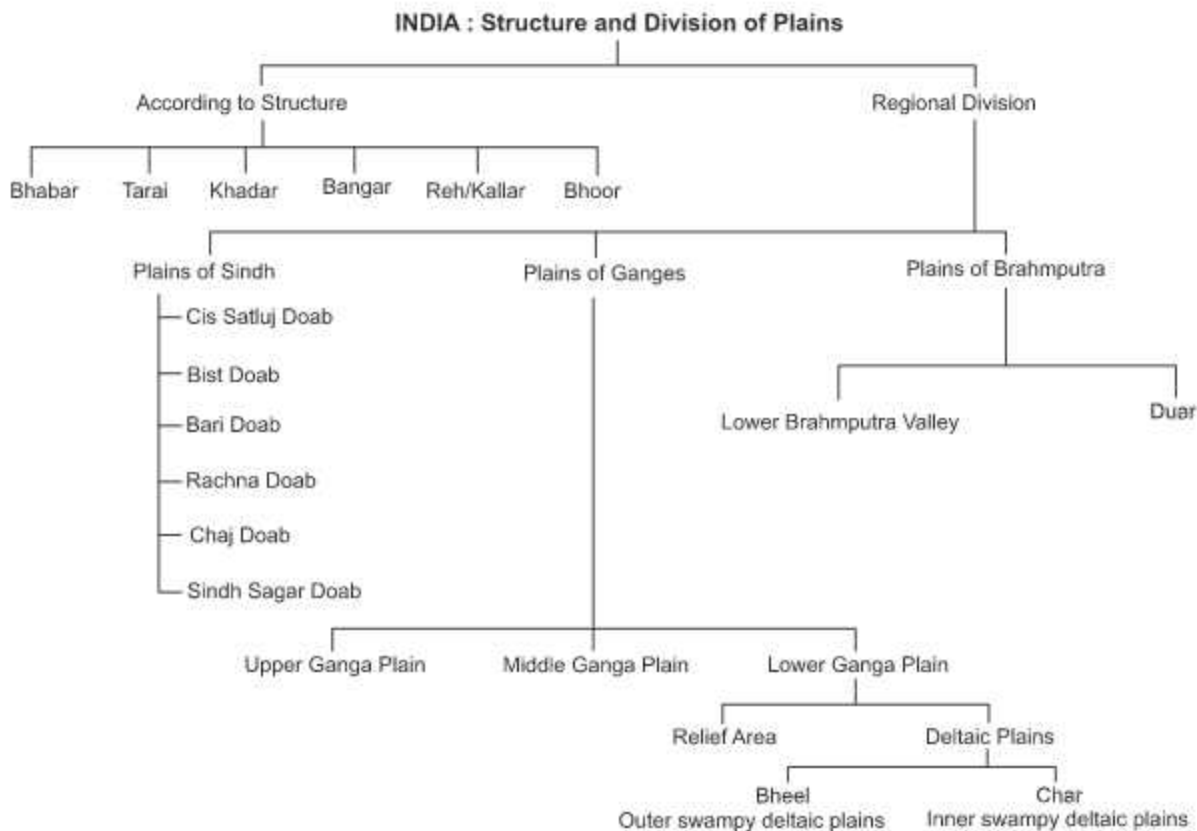 INDIA : Structure and Division of Plains
According to Structure
Regional Division
Bhabar
Tarai
Khadar
Bangar
Reh/Kallar
Bhoor
Plains of Sindh
Plains of Ganges
Plains of Brahmputra
Cis Satluj Doab
Bist Doab
Bari Doab
Rachna Doab
Chaj Doab
Sindh Sagar Doab
Lower Brahmputra Valley
Duar
Upper Ganga Plain
Middle Ganga Plain
Lower Ganga Plain
Relief Area
Deltaic Plains
Bheel
Outer swampy deltaic plains
Char
Inner swampy deltaic plains